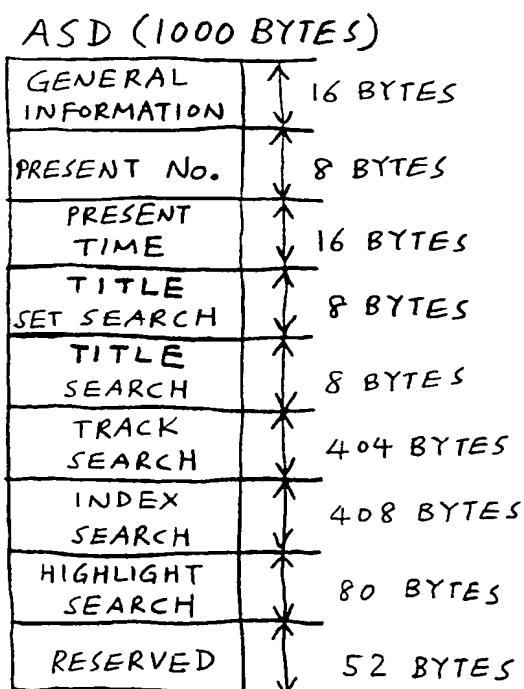 ASD (1000 BYTES)
GENERAL
INFORMATION
16 BYTES
PRESENT No.
8 BYTES
PRESENT
TIME
16 BYTES
TITLE
SET SEARCH
8 BYTES
TITLE
SEARCH
8 BYTES
TRACK
SEARCH
404 BYTES
INDEX
SEARCH
408 BYTES
HIGHLIGHT
SEARCH
80 BYTES
RESERVED
52 BYTES